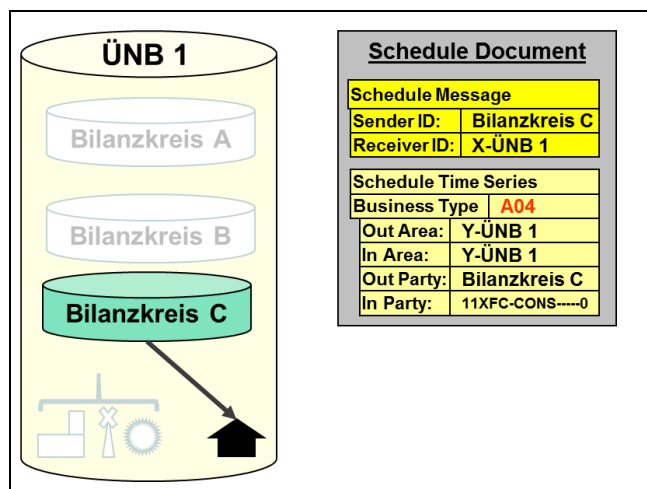 ÜNB 1
Bilanzkreis A
Bilanzkreis B
Bilanzkreis C
Schedule Document
Schedule Message
Sender ID: Bilanzkreis C
Receiver ID: X-ÜNB 1
Schedule Time Series
Business Type A04
Out Area: Y-ÜNB 1
In Area: Y-ÜNB 1
Out Party: Bilanzkreis C
In Party: 11XFC-CONS-----0